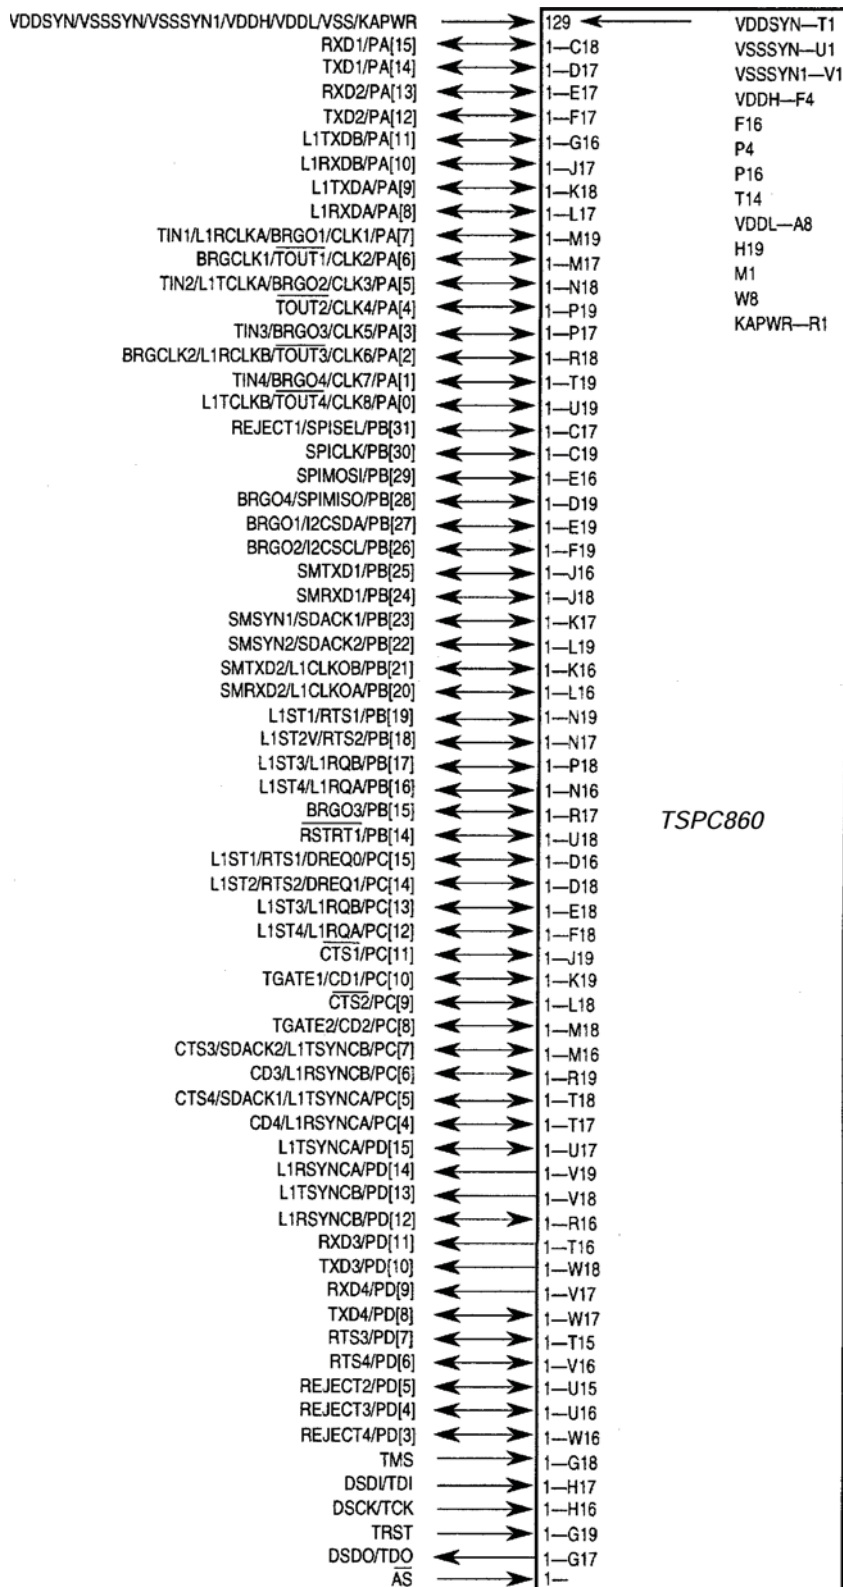 VDDSYN/VSSSYN/VSSSYN1/VDDH/VDDL/VSS/KAPWR 129 VDDSYN—T1
RXD1/PA[15] 1—C18 VSSSYN—U1
TXD1/PA[14] 1—D17 VSSSYN1—V1
RXD2/PA[13] 1—E17 VDDH—F4
TXD2/PA[12] 1—F17 F16
L1TXDB/PA[11] 1—G16 P4
L1RXDB/PA[10] 1—J17 P16
L1TXDA/PA[9] 1—K18 T14
L1RXDA/PA[8] 1—L17 VDDL—A8
TIN1/L1RCLKA/BRGO1/CLK1/PA[7] 1—M19 H19
BRGCLK1/TOUT1/CLK2/PA[6] 1—M17 M1
TIN2/L1TCLKA/BRGO2/CLK3/PA[5] 1—N18 W8
TOUT2/CLK4/PA[4] 1—P19 KAPWR—R1
TIN3/BRGO3/CLK5/PA[3] 1—P17
BRGCLK2/L1RCLKB/TOUT3/CLK6/PA[2] 1—R18
TIN4/BRGO4/CLK7/PA[1] 1—T19
L1TCLKB/TOUT4/CLK8/PA[0] 1—U19
REJECT1/SPISEL/PB[31] 1—C17
SPICLK/PB[30] 1—C19
SPIMOSI/PB[29] 1—E16
BRGO4/SPIMISO/PB[28] 1—D19
BRGO1/I2CSDA/PB[27] 1—E19
BRGO2/I2CSCL/PB[26] 1—F19
SMTXD1/PB[25] 1—J16
SMRXD1/PB[24] 1—J18
SMSYN1/SDACK1/PB[23] 1—K17
SMSYN2/SDACK2/PB[22] 1—L19
SMTXD2/L1CLKOB/PB[21] 1—K16
SMRXD2/L1CLKOA/PB[20] 1—L16
L1ST1/RTS1/PB[19] 1—N19
L1ST2V/RTS2/PB[18] 1—N17
L1ST3/L1RQB/PB[17] 1—P18
L1ST4/L1RQA/PB[16] 1—N16
BRGO3/PB[15] 1—R17
TSPC860
RSTRT1/PB[14] 1—U18
L1ST1/RTS1/DREQ0/PC[15] 1—D16
L1ST2/RTS2/DREQ1/PC[14] 1—D18
L1ST3/L1RQB/PC[13] 1—E18
L1ST4/L1RQA/PC[12] 1—F18
CTS1/PC[11] 1—J19
TGATE1/CD1/PC[10] 1—K19
CTS2/PC[9] 1—L18
TGATE2/CD2/PC[8] 1—M18
CTS3/SDACK2/L1TSYNCB/PC[7] 1—M16
CD3/L1RSYNCB/PC[6] 1—R19
CTS4/SDACK1/L1TSYNCA/PC[5] 1—T18
CD4/L1RSYNCA/PC[4] 1—T17
L1TSYNCA/PD[15] 1—U17
L1RSYNCA/PD[14] 1—V19
L1TSYNCB/PD[13] 1—V18
L1RSYNCB/PD[12] 1—R16
RXD3/PD[11] 1—T16
TXD3/PD[10] 1—W18
RXD4/PD[9] 1—V17
TXD4/PD[8] 1—W17
RTS3/PD[7] 1—T15
RTS4/PD[6] 1—V16
REJECT2/PD[5] 1—U15
REJECT3/PD[4] 1—U16
REJECT4/PD[3] 1—W16
TMS 1—G18
DSDI/TDI 1—H17
DSCK/TCK 1—H16
TRST 1—G19
DSDO/TDO 1—G17
AS 1—